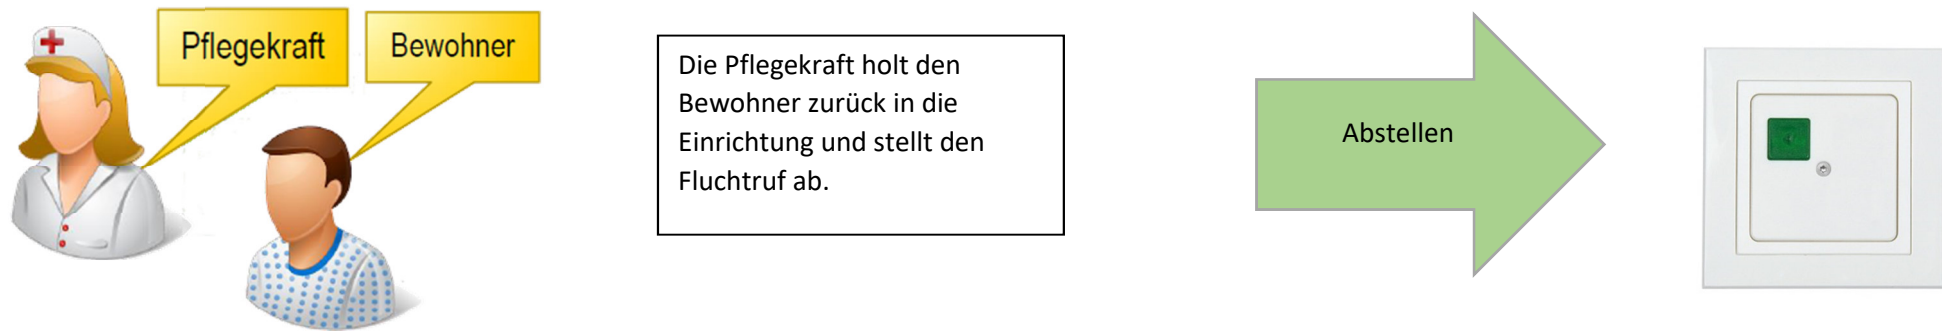 Pflegekraft
Bewohner
Die Pflegekraft holt den
Bewohner zurück in die
Einrichtung und stellt den
Fluchtruf ab.
Abstellen